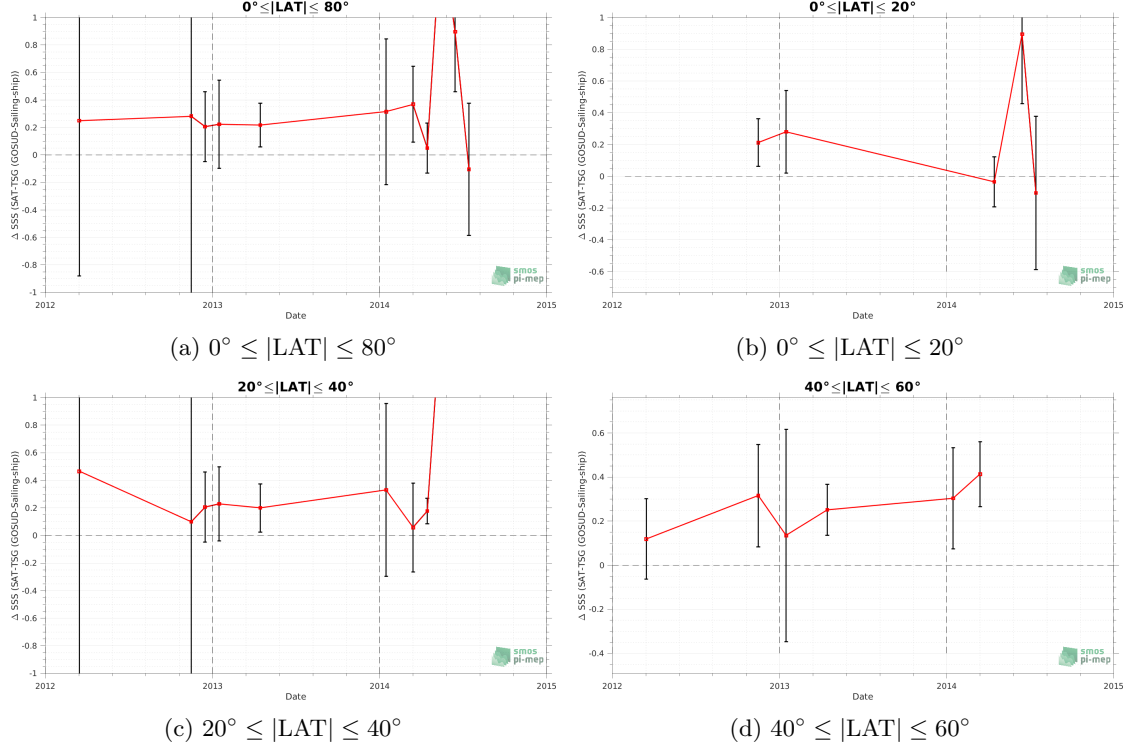 0°≤|LAT|≤ 80°
Δ SSS (SAT-TSG (GOSUD-Sailing-ship))
1
0.8
0.6
0.4
0.2
0
-0.2
-0.4
-0.6
-0.8
-1
2012 2013 2014 2015
Date
smos
pi-mep
(a) 0° ≤ |LAT| ≤ 80°
0°≤|LAT|≤ 20°
Δ SSS (SAT-TSG (GOSUD-Sailing-ship))
1
0.8
0.6
0.4
0.2
0
-0.2
-0.4
-0.6
2012 2013 2014 2015
Date
smos
pi-mep
(b) 0° ≤ |LAT| ≤ 20°
20°≤|LAT|≤ 40°
Δ SSS (SAT-TSG (GOSUD-Sailing-ship))
1
0.8
0.6
0.4
0.2
0
-0.2
-0.4
-0.6
-0.8
-1
2012 2013 2014 2015
Date
smos
pi-mep
(c) 20° ≤ |LAT| ≤ 40°
40°≤|LAT|≤ 60°
Δ SSS (SAT-TSG (GOSUD-Sailing-ship))
0.6
0.4
0.2
0
-0.2
-0.4
2012 2013 2014 2015
Date
smos
pi-mep
(d) 40° ≤ |LAT| ≤ 60°